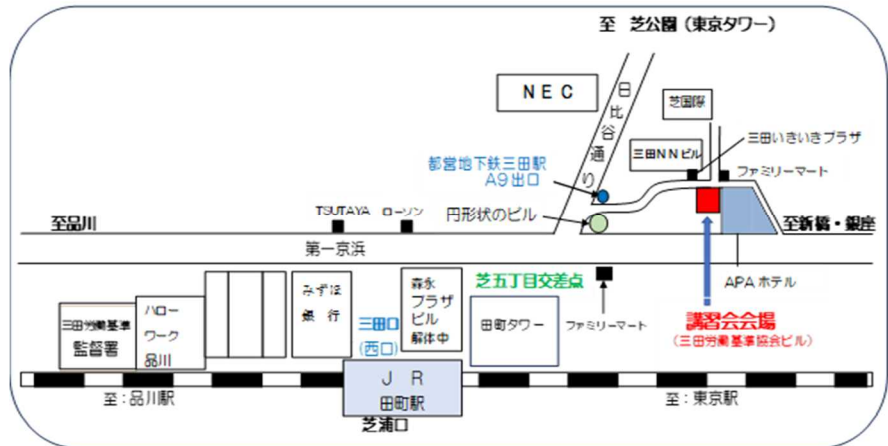 至 芝公園（東京タワー）
NEC
日比谷通り
芝国際
三田いきいきプラザ
三田NNビル
ファミリーマート
都営地下鉄三田駅
A9出口
TSUTAYA
ローソン
円形状のビル
至品川
至新橋・銀座
第一京浜
APAホテル
芝五丁目交差点
ファミリーマート
講習会会場
（三田労働基準協会ビル）
三田労働基準
監督署
ハロー
ワーク
品川
みずほ
銀行
三田口
(西口)
森永
プラザ
ビル
解体中
田町タワー
JR
田町駅
至：品川駅
至：東京駅
芝浦口